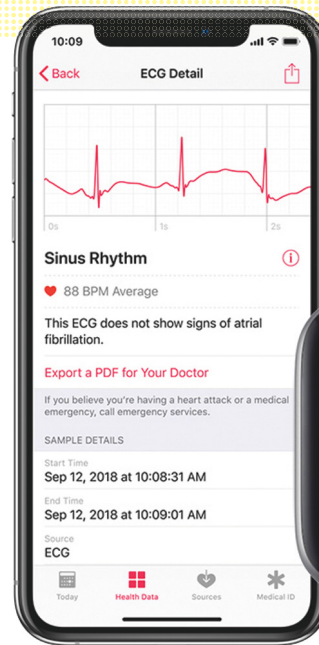 10:09
Back
ECG Detail
0s 1s 2s
Sinus Rhythm
88 BPM Average
This ECG does not show signs of atrial
fibrillation.
Export a PDF for Your Doctor
If you believe you're having a heart attack or a medical
emergency, call emergency services.
SAMPLE DETAILS
Start Time
Sep 12, 2018 at 10:08:31 AM
End Time
Sep 12, 2018 at 10:09:01 AM
Source
ECG
Today Health Data Sources Medical ID